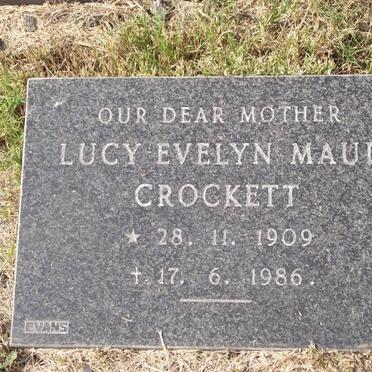 OUR DEAR MOTHER
LUCY EVELYN MAUD
CROCKETT
★ 28. 11. 1909
† 17. 6. 1986.
EVANS